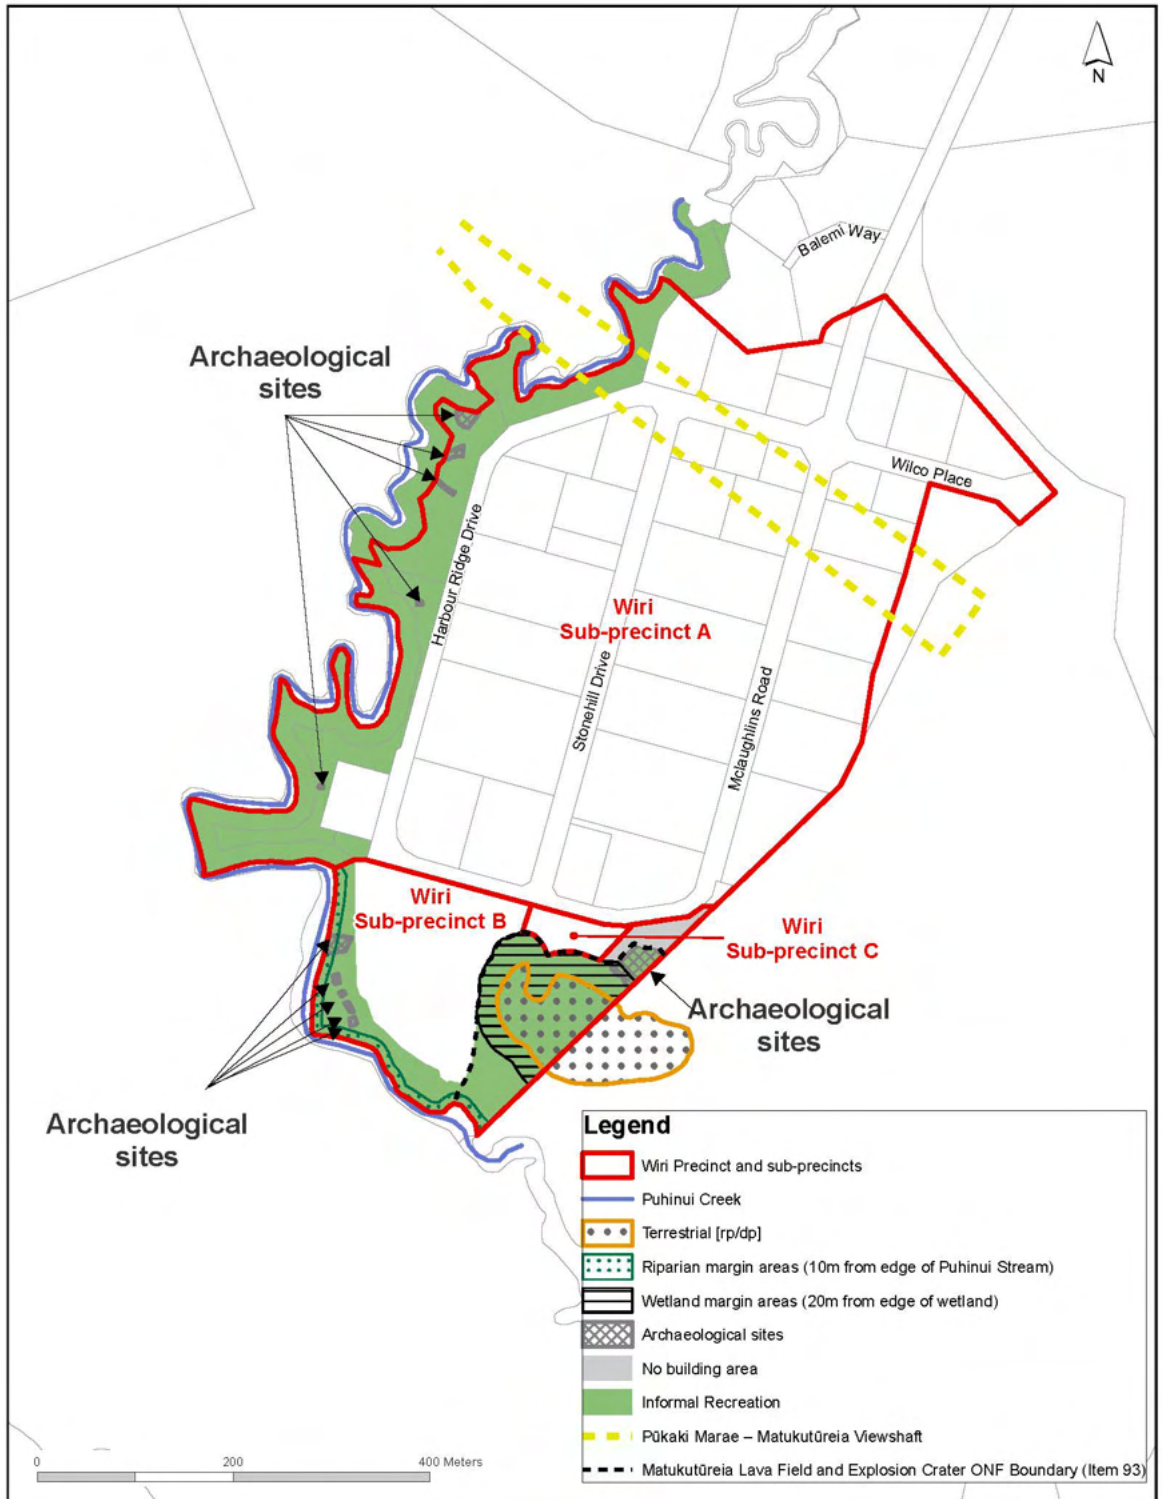 N
Balemi Way
Archaeological
sites
Wilco Place
Harbour Ridge Drive
Wiri
Sub-precinct A
Stonehill Drive
Mclaughlins Road
Wiri
Sub-precinct B
Wiri
Sub-precinct C
Archaeological
sites
Archaeological
sites
Legend
Wiri Precinct and sub-precincts
Puhinui Creek
Terrestrial [rp/dp]
Riparian margin areas (10m from edge of Puhinui Stream)
Wetland margin areas (20m from edge of wetland)
Archaeological sites
No building area
Informal Recreation
Pūkaki Marae – Matukutūreia Viewshaft
Matukutūreia Lava Field and Explosion Crater ONF Boundary (Item 93)
0 200 400 Meters